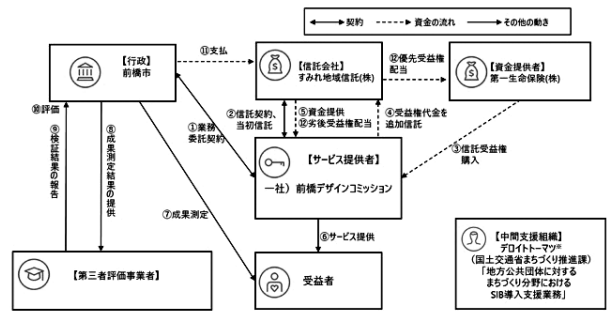 契約
資金の流れ
その他の動き
【行政】
前橋市
⑪支払
【信託会社】
すみれ地域信託(株)
⑫優先受益権
配当
【資金提供者】
第一生命保険(株)
⑩評価
⑨検証結果の報告
⑧成果測定結果の提供
①業務
委託契約
②信託契約、
当初信託
⑤資金提供
⑫劣後受益権配当
④受益権代金を
追加信託
③信託受益権
購入
【サービス提供者】
一社）前橋デザインコミッション
⑦成果測定
⑥サービス提供
【第三者評価事業者】
受益者
【中間支援組織】
デロイトトーマツ※
（国土交通省まちづくり推進課）
「地方公共団体に対する
まちづくり分野における
SIB導入支援業務」